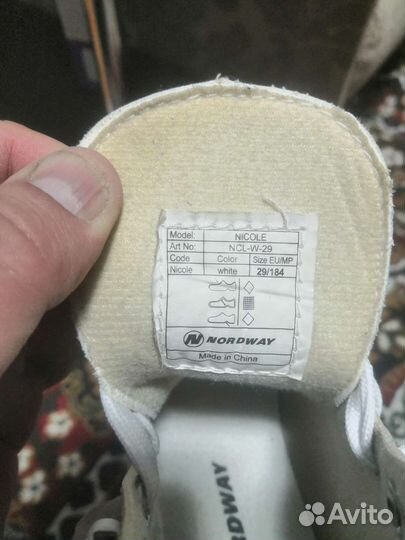 Model: NICOLE
Art No: NCL-W-29
Code Color Size EU/MP
Nicole white 29/184
NORDWAY
Made in China
NORDWAY
Avito